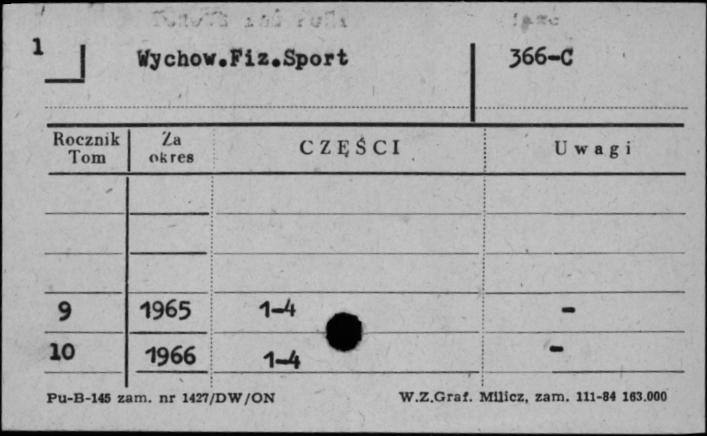 1 Wychow.Fiz.Sport 366-C
Rocznik Tom Za okres CZĘŚCI Uwagi
9 1965 1-4 -
10 1966 1-4 -
Pu-B-145 zam. nr 1427/DW/ON W.Z.Graf. Milicz, zam. 111-84 163.000